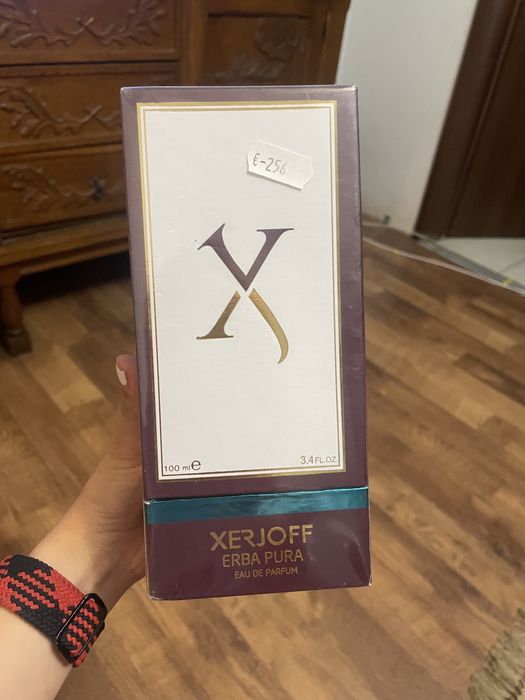 €-256
X
100 ml e
3.4 FL.OZ.
XERJOFF
ERBA PURA
EAU DE PARFUM